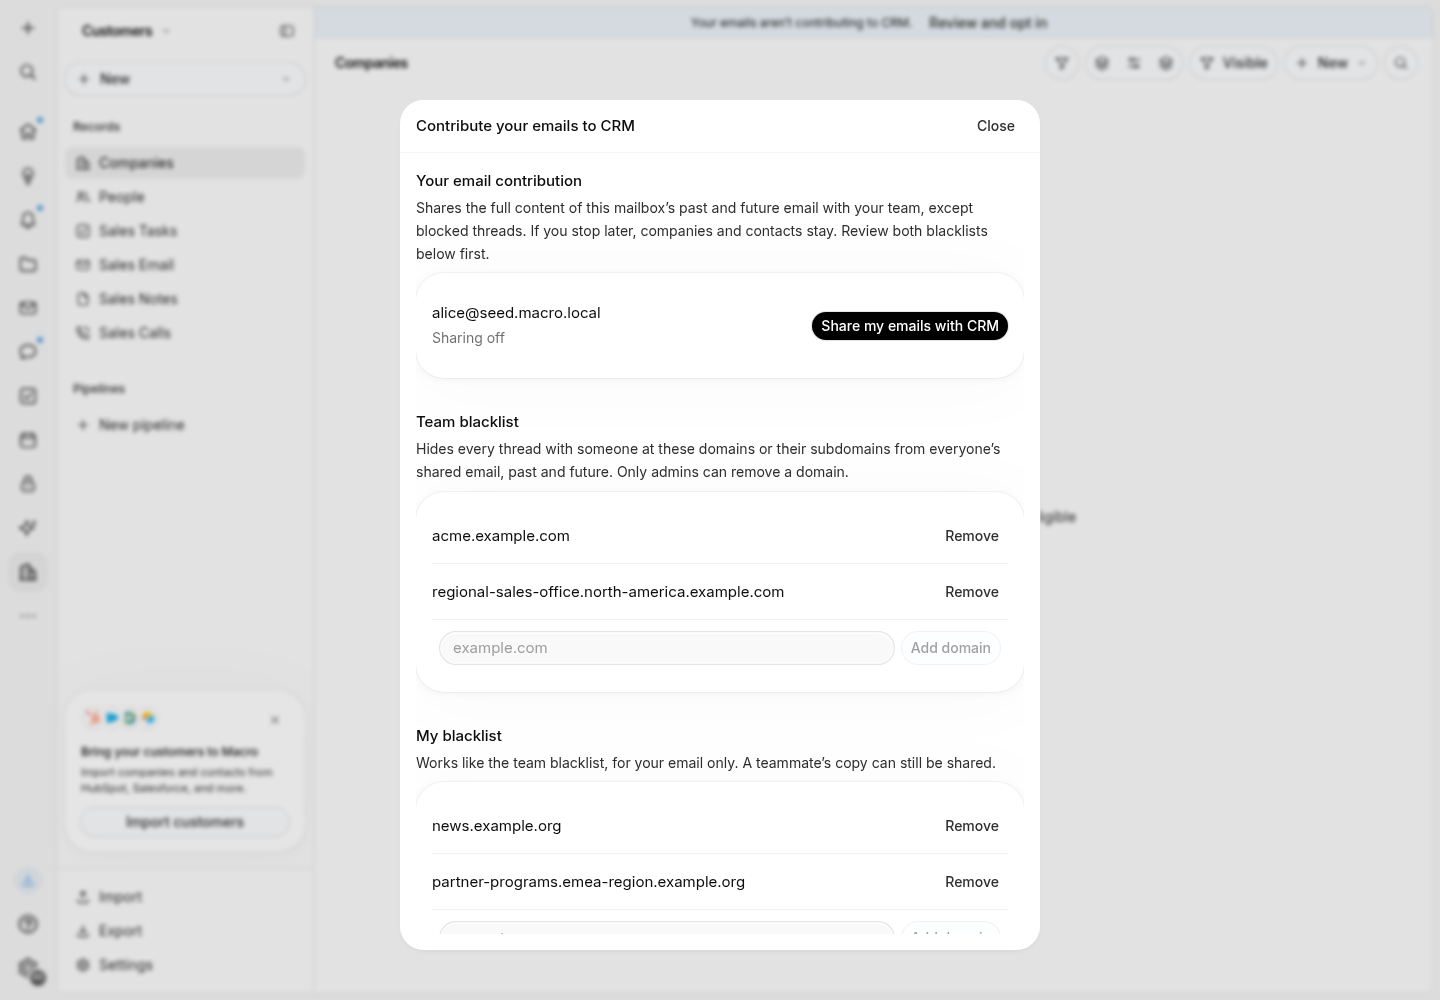 Customers
New
Records
Companies
People
Sales Tasks
Sales Email
Sales Notes
Sales Calls
Pipelines
New pipeline
Bring your customers to Macro
Import companies and contacts from
HubSpot, Salesforce, and more.
Import customers
Import
Export
Settings
Your emails aren't contributing to CRM. Review and opt in
Companies
Visible
New
Contribute your emails to CRM
Close
Your email contribution
Shares the full content of this mailbox’s past and future email with your team, except
blocked threads. If you stop later, companies and contacts stay. Review both blacklists
below first.
alice@seed.macro.local
Sharing off
Share my emails with CRM
Team blacklist
Hides every thread with someone at these domains or their subdomains from everyone’s
shared email, past and future. Only admins can remove a domain.
acme.example.com
Remove
regional-sales-office.north-america.example.com
Remove
example.com
Add domain
My blacklist
Works like the team blacklist, for your email only. A teammate’s copy can still be shared.
news.example.org
Remove
partner-programs.emea-region.example.org
Remove